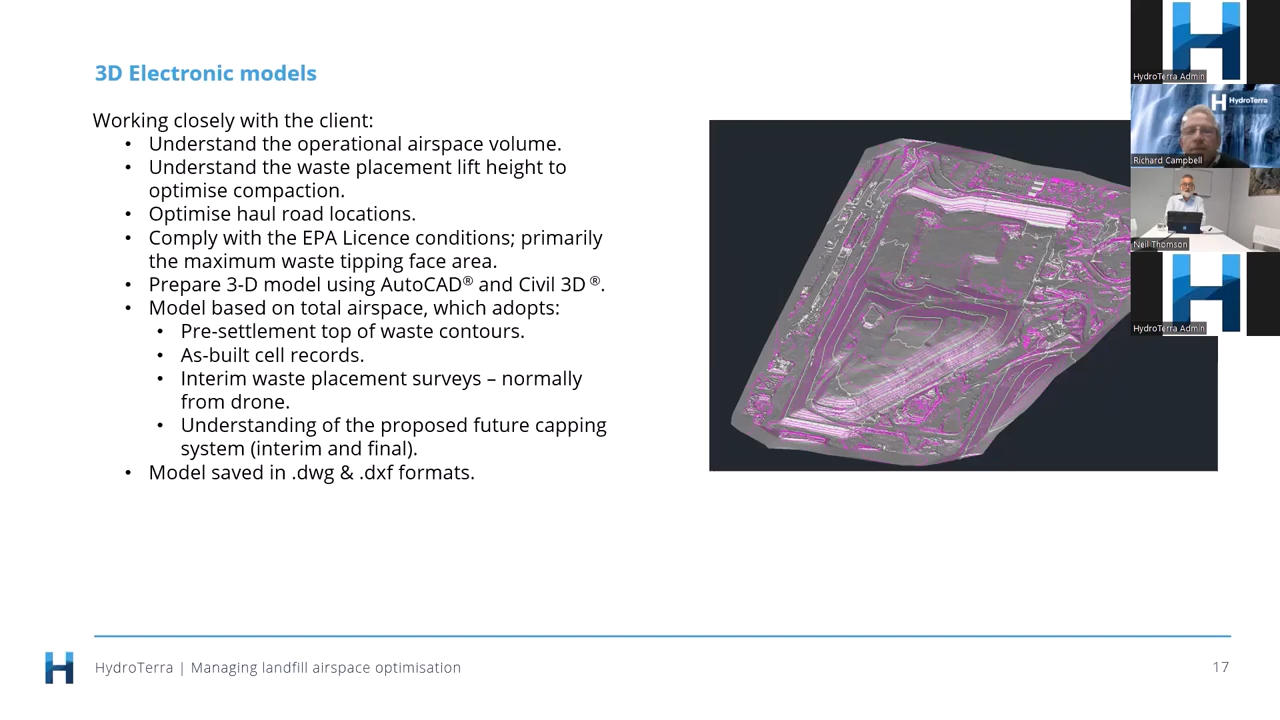 3D Electronic models
Working closely with the client:
• Understand the operational airspace volume.
• Understand the waste placement lift height to
optimise compaction.
• Optimise haul road locations.
• Comply with the EPA Licence conditions; primarily
the maximum waste tipping face area.
• Prepare 3-D model using AutoCAD® and Civil 3D ®.
• Model based on total airspace, which adopts:
• Pre-settlement top of waste contours.
• As-built cell records.
• Interim waste placement surveys – normally
from drone.
• Understanding of the proposed future capping
system (interim and final).
• Model saved in .dwg & .dxf formats.
HydroTerra | Managing landfill airspace optimisation
17
HydroTerra Admin
HydroTerra
Richard Campbell
Neil Thomson
HydroTerra Admin